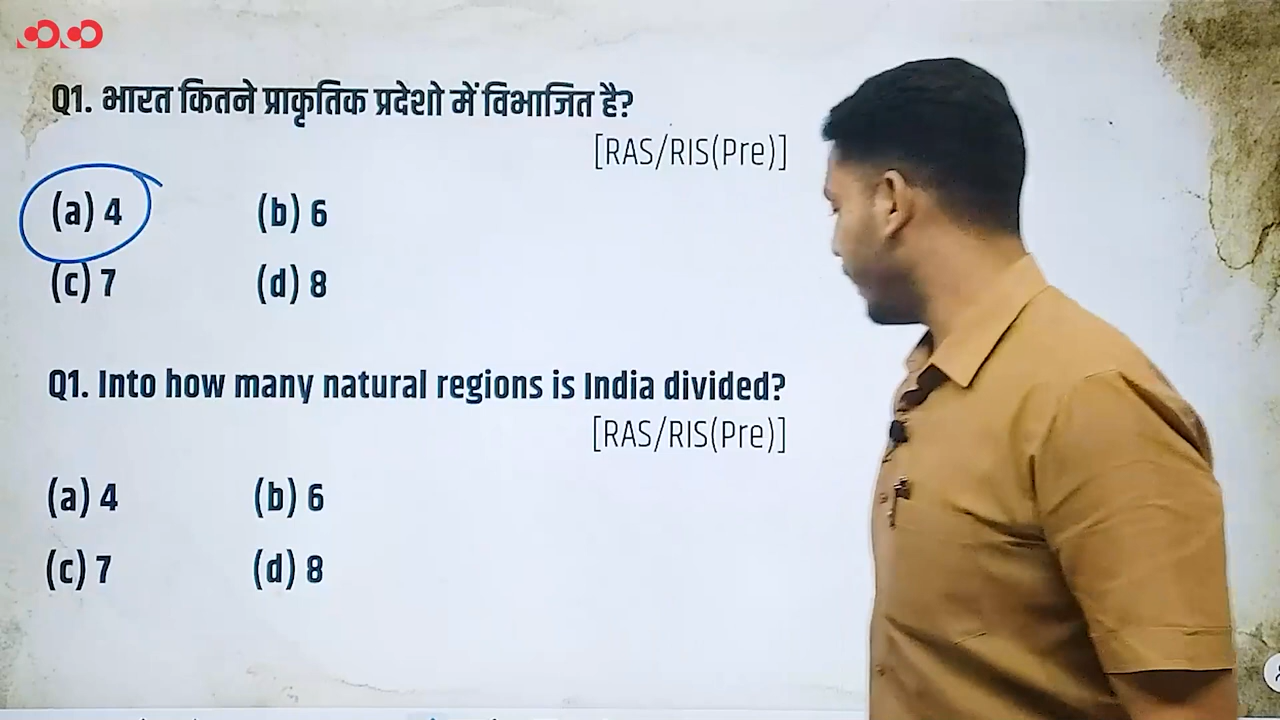 Q1. भारत कितने प्राकृतिक प्रदेशो में विभाजित है?
[RAS/RIS(Pre)]
(a) 4 (b) 6
(c) 7 (d) 8
Q1. Into how many natural regions is India divided?
[RAS/RIS(Pre)]
(a) 4 (b) 6
(c) 7 (d) 8